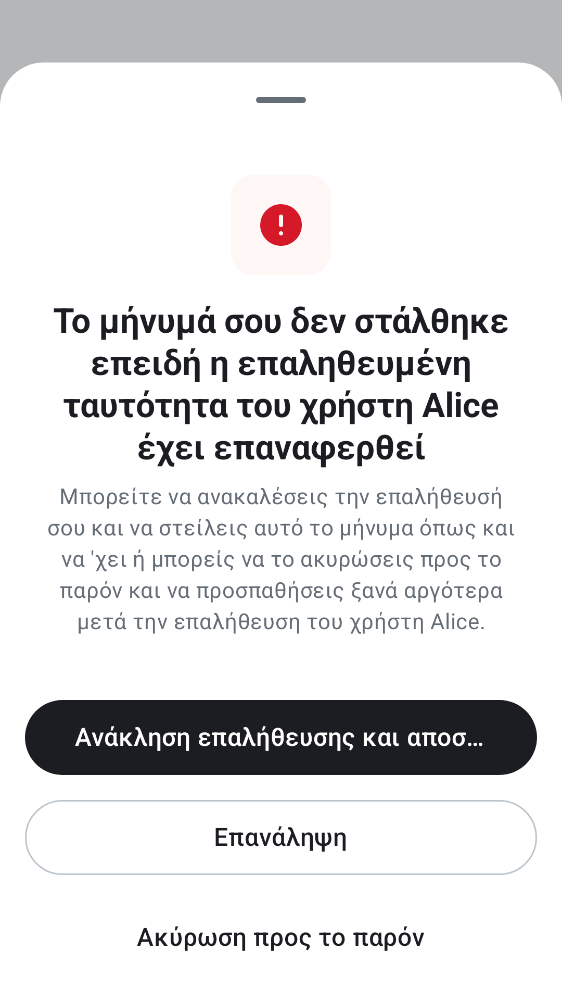 Το μήνυμά σου δεν στάλθηκε
επειδή η επαληθευμένη
ταυτότητα του χρήστη Alice
έχει επαναφερθεί
Μπορείτε να ανακαλέσεις την επαλήθευσή
σου και να στείλεις αυτό το μήνυμα όπως και
να 'χει ή μπορείς να το ακυρώσεις προς το
παρόν και να προσπαθήσεις ξανά αργότερα
μετά την επαλήθευση του χρήστη Alice.
Ανάκληση επαλήθευσης και αποσ…
Επανάληψη
Ακύρωση προς το παρόν